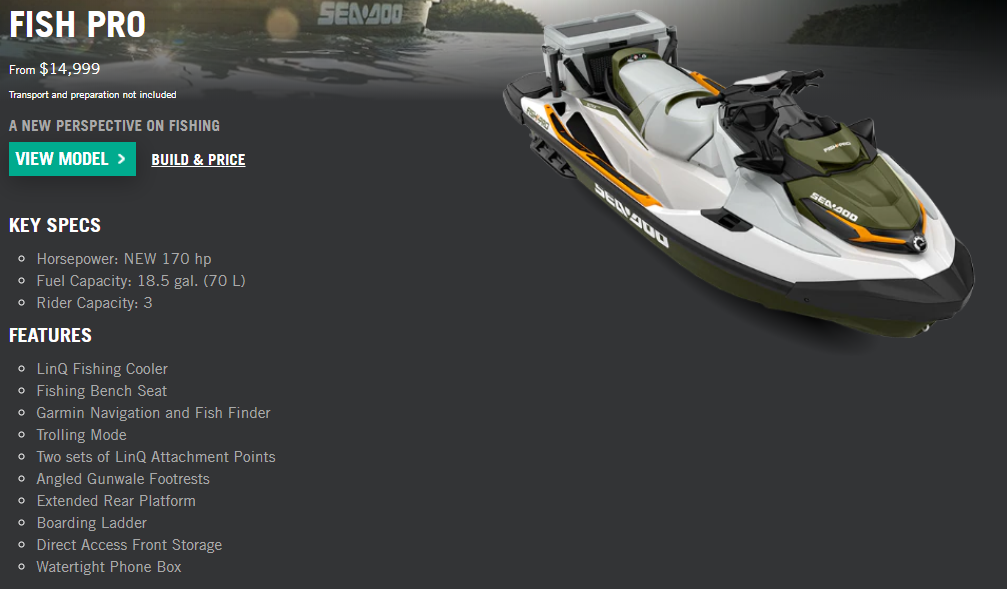 SEA-DOO
FISH PRO
From $14,999
Transport and preparation not included
A NEW PERSPECTIVE ON FISHING
VIEW MODEL >
BUILD & PRICE
KEY SPECS
Horsepower: NEW 170 hp
Fuel Capacity: 18.5 gal. (70 L)
Rider Capacity: 3
FEATURES
LinQ Fishing Cooler
Fishing Bench Seat
Garmin Navigation and Fish Finder
Trolling Mode
Two sets of LinQ Attachment Points
Angled Gunwale Footrests
Extended Rear Platform
Boarding Ladder
Direct Access Front Storage
Watertight Phone Box
FISHPRO
FISHPRO
SEA-DOO
SEA-DOO